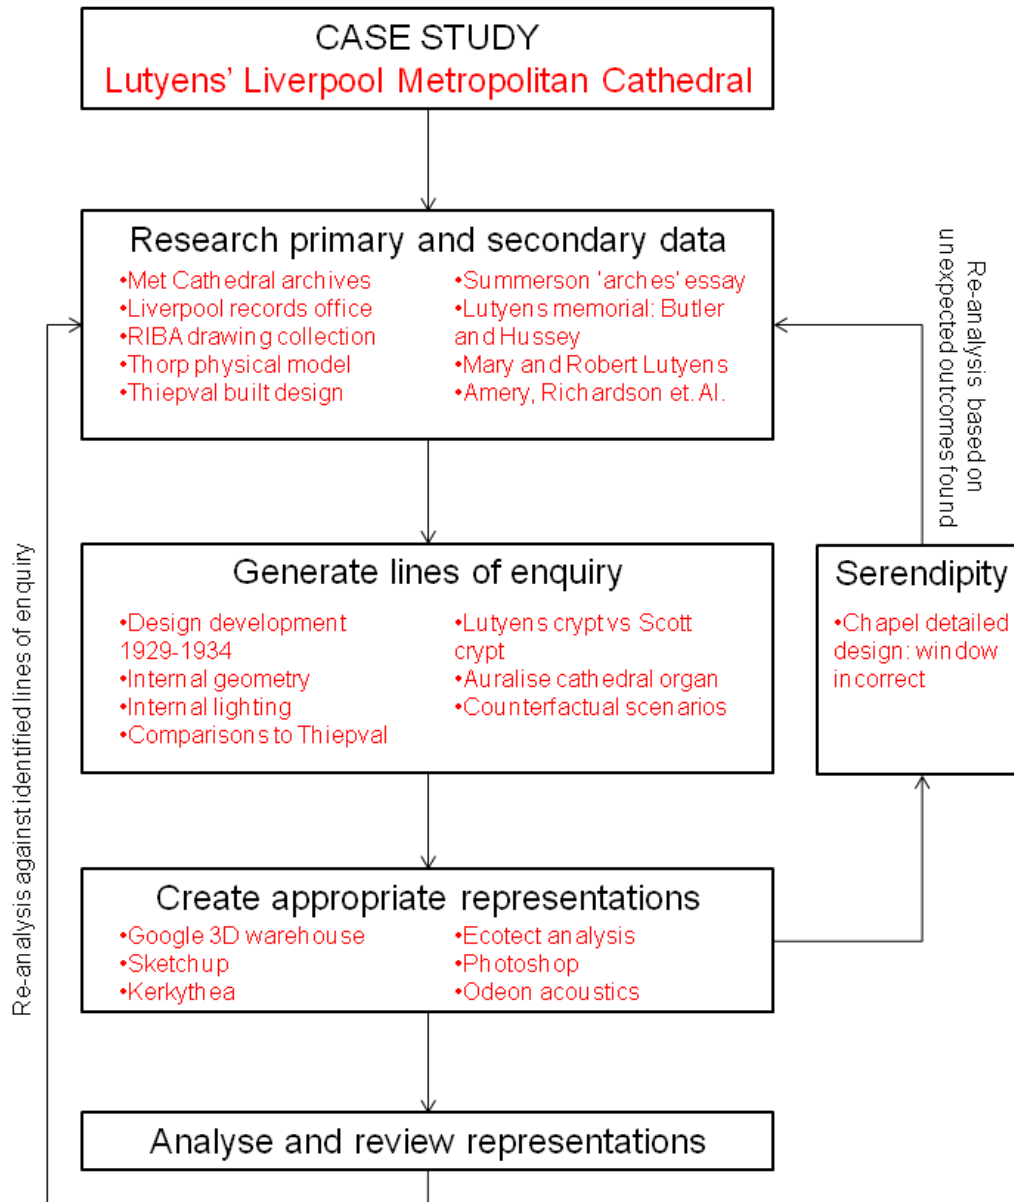 CASE STUDY
Lutyens' Liverpool Metropolitan Cathedral
Research primary and secondary data
•Met Cathedral archives
•Liverpool records office
•RIBA drawing collection
•Thorp physical model
•Thiepval built design
•Summerson 'arches' essay
•Lutyens memorial: Butler
and Hussey
•Mary and Robert Lutyens
•Amery, Richardson et. Al.
Generate lines of enquiry
•Design development
1929-1934
•Internal geometry
•Internal lighting
•Comparisons to Thiepval
•Lutyens crypt vs Scott
crypt
•Auralise cathedral organ
•Counterfactual scenarios
Serendipity
•Chapel detailed
design: window
incorrect
Re-analysis based on
unexpected outcomes found
Create appropriate representations
•Google 3D warehouse
•Sketchup
•Kerkythea
•Ecotect analysis
•Photoshop
•Odeon acoustics
Analyse and review representations
Re-analysis against identified lines of enquiry